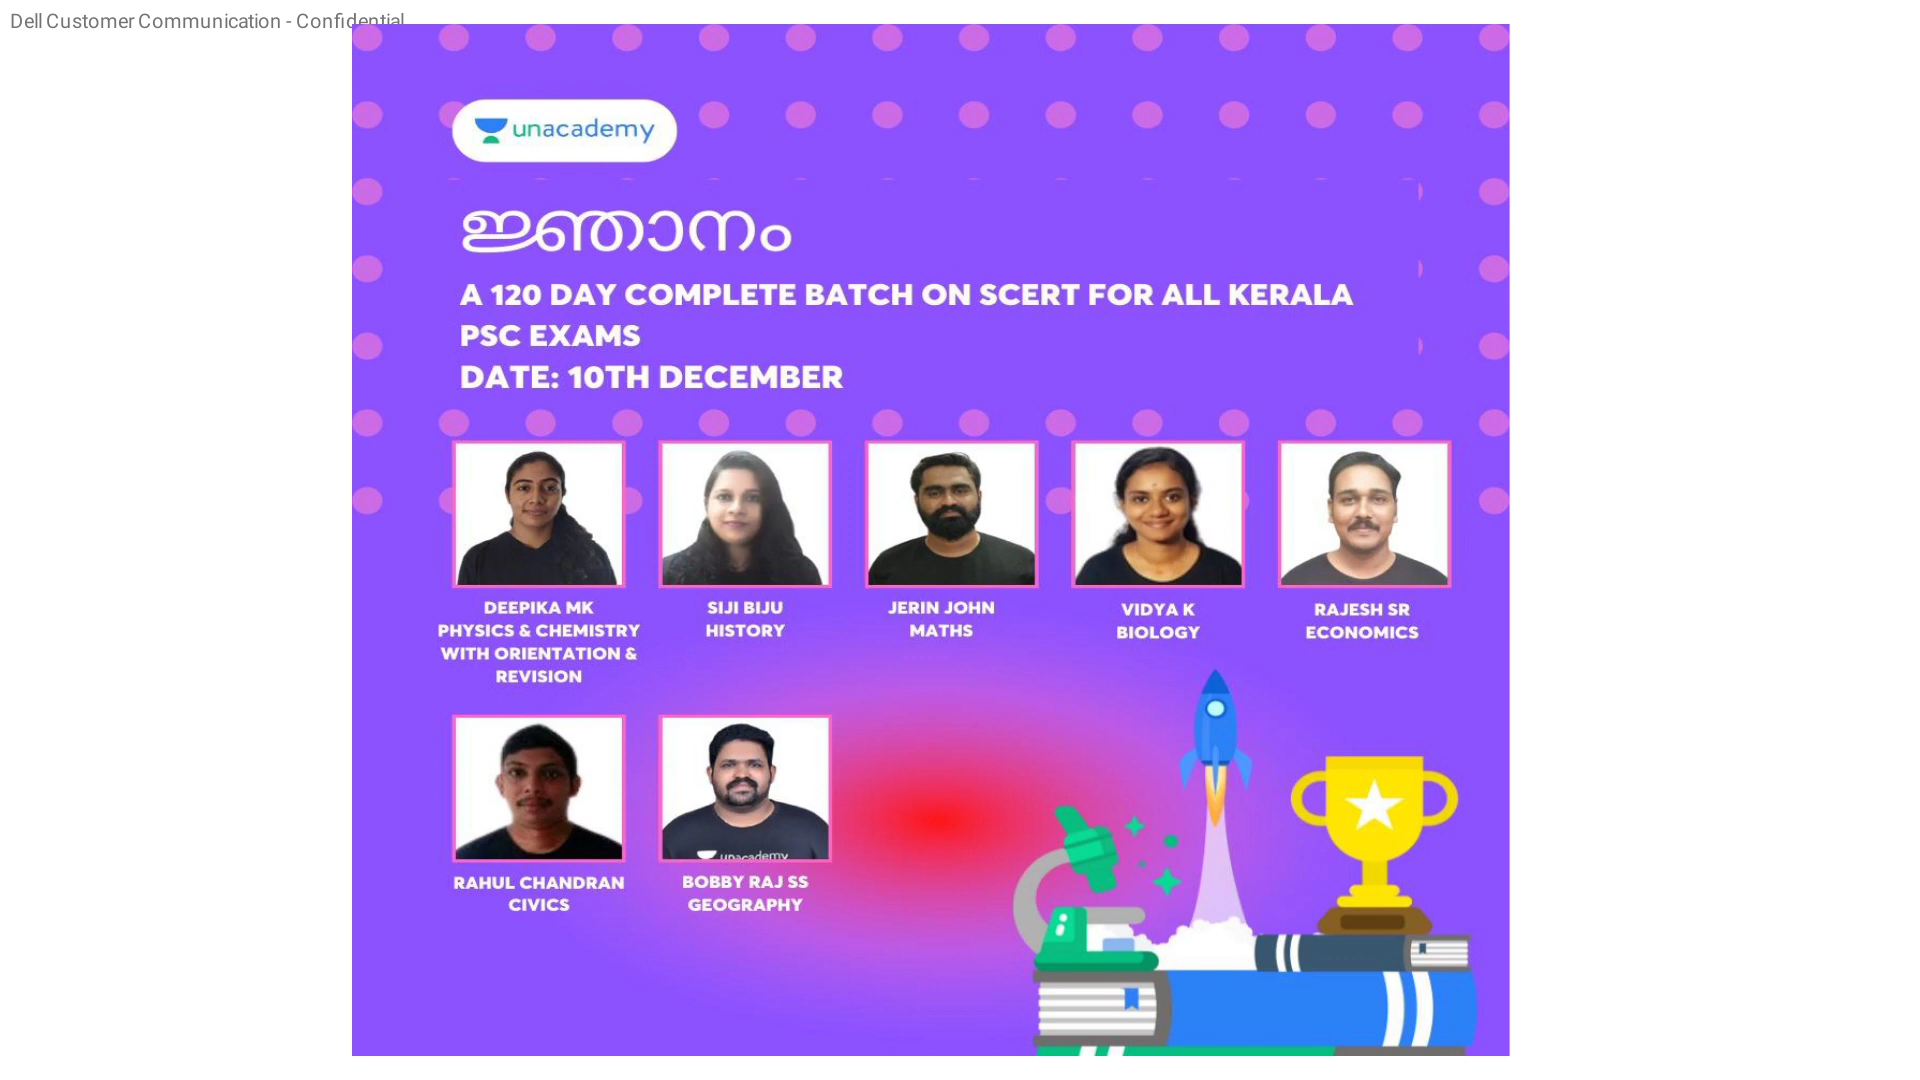 Dell Customer Communication - Confidential
unacademy
ജ്ഞാനം
A 120 DAY COMPLETE BATCH ON SCERT FOR ALL KERALA
PSC EXAMS
DATE: 10TH DECEMBER
DEEPIKA MK
PHYSICS & CHEMISTRY
WITH ORIENTATION &
REVISION
SIJI BIJU
HISTORY
JERIN JOHN
MATHS
VIDYA K
BIOLOGY
RAJESH SR
ECONOMICS
unacademy
RAHUL CHANDRAN
CIVICS
BOBBY RAJ SS
GEOGRAPHY